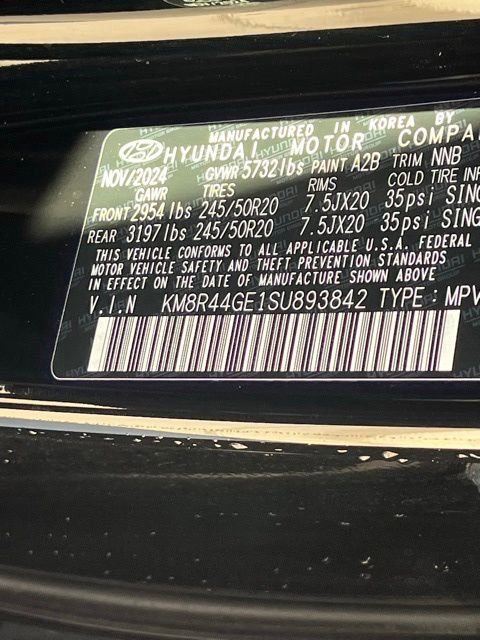 MANUFACTURED IN KOREA BY
HYUNDAI MOTOR COMPA
NOV/2024 GVWR 5732lbs PAINT A2B TRIM NNB
GAWR TIRES RIMS COLD TIRE INF
FRONT 2954lbs 245/50R20 7.5JX20 35psi SING
REAR 3197lbs 245/50R20 7.5JX20 35psi SING
THIS VEHICLE CONFORMS TO ALL APPLICABLE U.S.A. FEDERAL
MOTOR VEHICLE SAFETY AND THEFT PREVENTION STANDARDS
IN EFFECT ON THE DATE OF MANUFACTURE SHOWN ABOVE
V.I.N KM8R44GE1SU893842 TYPE:MPV